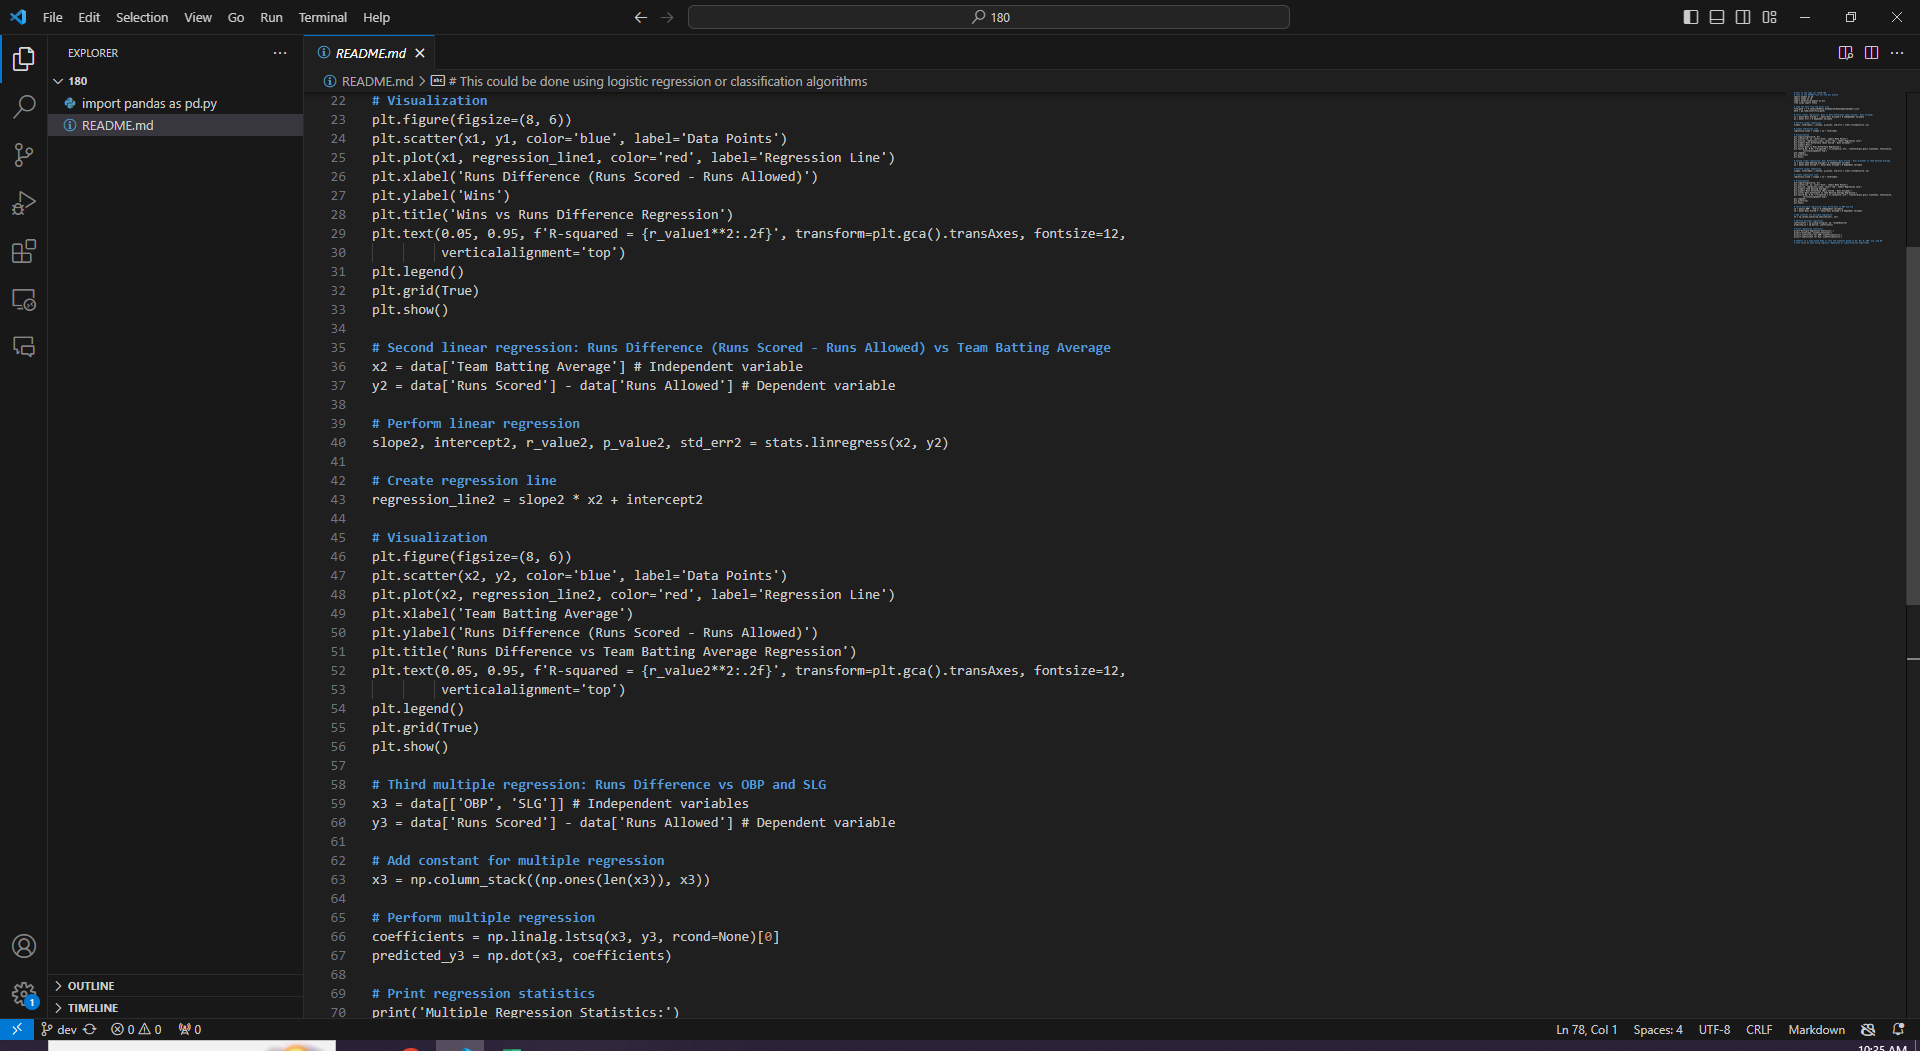 File Edit Selection View Go Run Terminal Help
180
EXPLORER
README.md
README.md > # This could be done using logistic regression or classification algorithms
180
import pandas as pd.py
README.md
22 # Visualization
23 plt.figure(figsize=(8, 6))
24 plt.scatter(x1, y1, color='blue', label='Data Points')
25 plt.plot(x1, regression_line1, color='red', label='Regression Line')
26 plt.xlabel('Runs Difference (Runs Scored - Runs Allowed)')
27 plt.ylabel('Wins')
28 plt.title('Wins vs Runs Difference Regression')
29 plt.text(0.05, 0.95, f'R-squared = {r_value1**2:.2f}', transform=plt.gca().transAxes, fontsize=12,
30 verticalalignment='top')
31 plt.legend()
32 plt.grid(True)
33 plt.show()
34
35 # Second linear regression: Runs Difference (Runs Scored - Runs Allowed) vs Team Batting Average
36 x2 = data['Team Batting Average'] # Independent variable
37 y2 = data['Runs Scored'] - data['Runs Allowed'] # Dependent variable
38
39 # Perform linear regression
40 slope2, intercept2, r_value2, p_value2, std_err2 = stats.linregress(x2, y2)
41
42 # Create regression line
43 regression_line2 = slope2 * x2 + intercept2
44
45 # Visualization
46 plt.figure(figsize=(8, 6))
47 plt.scatter(x2, y2, color='blue', label='Data Points')
48 plt.plot(x2, regression_line2, color='red', label='Regression Line')
49 plt.xlabel('Team Batting Average')
50 plt.ylabel('Runs Difference (Runs Scored - Runs Allowed)')
51 plt.title('Runs Difference vs Team Batting Average Regression')
52 plt.text(0.05, 0.95, f'R-squared = {r_value2**2:.2f}', transform=plt.gca().transAxes, fontsize=12,
53 verticalalignment='top')
54 plt.legend()
55 plt.grid(True)
56 plt.show()
57
58 # Third multiple regression: Runs Difference vs OBP and SLG
59 x3 = data[['OBP', 'SLG']] # Independent variables
60 y3 = data['Runs Scored'] - data['Runs Allowed'] # Dependent variable
61
62 # Add constant for multiple regression
63 x3 = np.column_stack((np.ones(len(x3)), x3))
64
65 # Perform multiple regression
66 coefficients = np.linalg.lstsq(x3, y3, rcond=None)[0]
67 predicted_y3 = np.dot(x3, coefficients)
68
69 # Print regression statistics
70 print('Multiple Regression Statistics:')
OUTLINE
TIMELINE
1
dev 0 0 0
Ln 78, Col 1 Spaces: 4 UTF-8 CRLF Markdown
10:25 AM